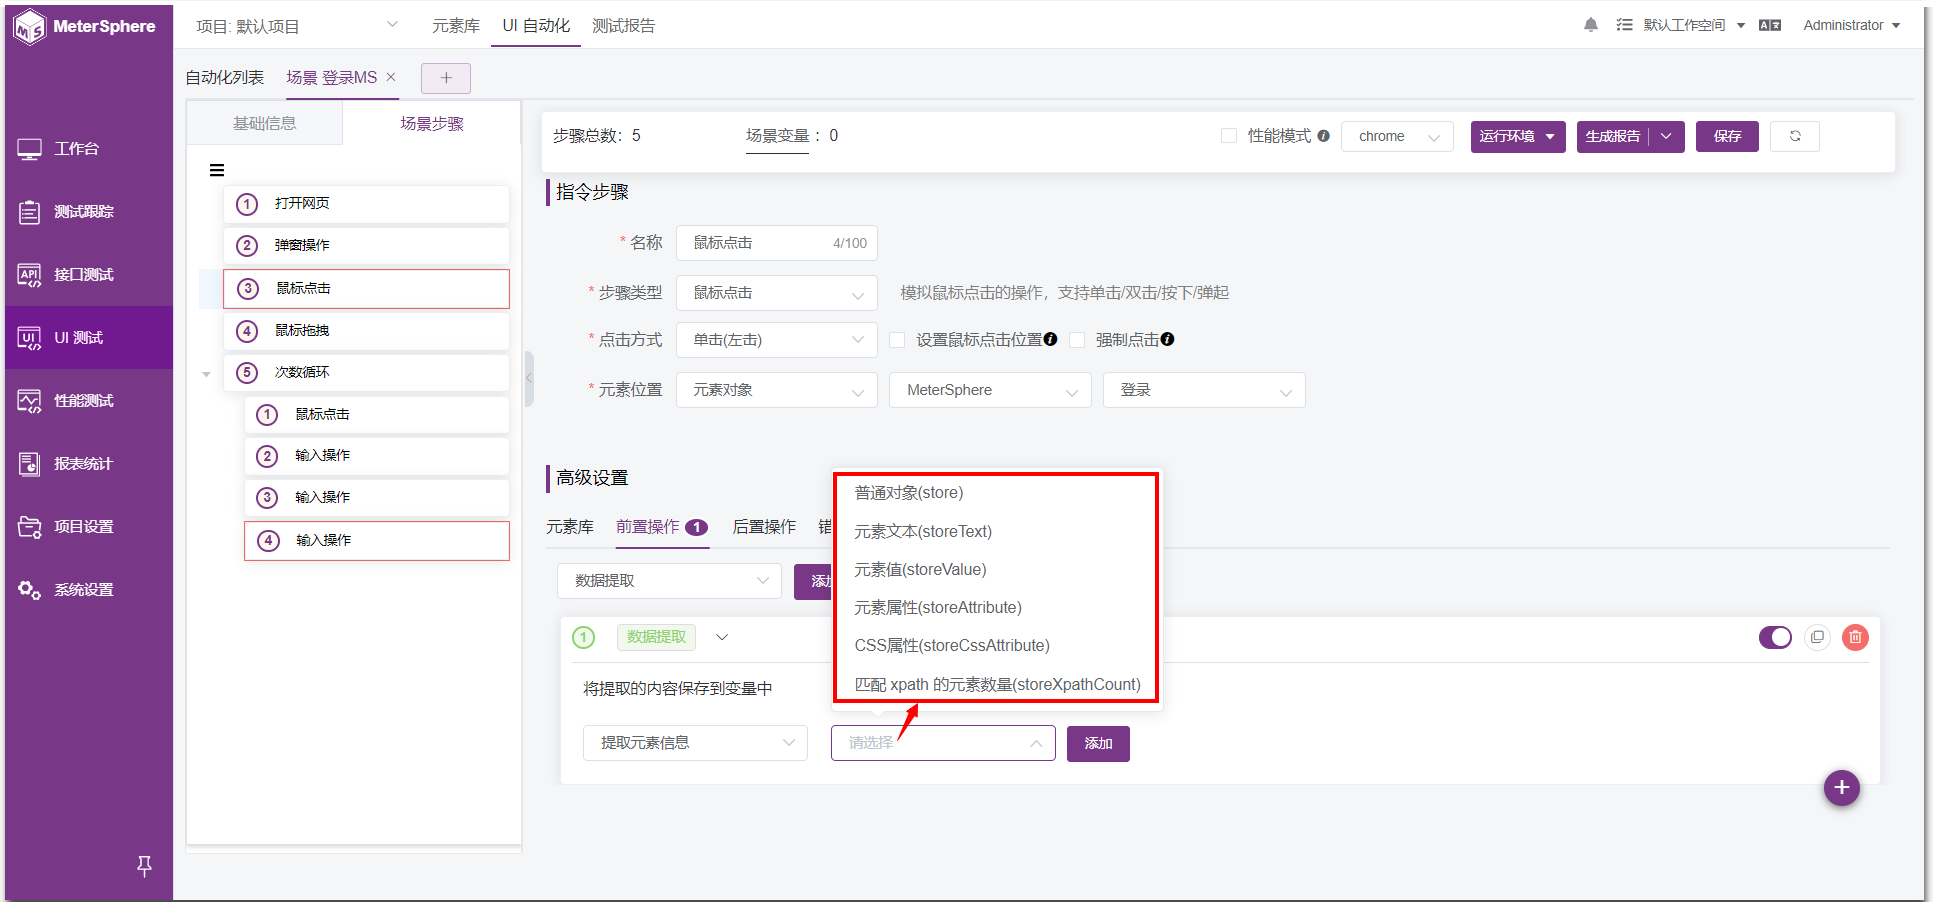 MeterSphere
项目: 默认项目
元素库
UI 自动化
测试报告
默认工作空间
Administrator
自动化列表
场景 登录MS ×
+
工作台
测试跟踪
接口测试
UI 测试
性能测试
报表统计
项目设置
系统设置
基础信息
场景步骤
1 打开网页
2 弹窗操作
3 鼠标点击
4 鼠标拖拽
5 次数循环
1 鼠标点击
2 输入操作
3 输入操作
4 输入操作
步骤总数：5
场景变量 ： 0
性能模式
chrome
运行环境
生成报告
保存
指令步骤
* 名称
鼠标点击
4/100
* 步骤类型
鼠标点击
模拟鼠标点击的操作，支持单击/双击/按下/弹起
* 点击方式
单击(左击)
设置鼠标点击位置
强制点击
* 元素位置
元素对象
MeterSphere
登录
高级设置
元素库
前置操作 1
后置操作
错
数据提取
添加
普通对象(store)
元素文本(storeText)
元素值(storeValue)
元素属性(storeAttribute)
CSS属性(storeCssAttribute)
匹配 xpath 的元素数量(storeXpathCount)
1 数据提取
将提取的内容保存到变量中
提取元素信息
请选择
添加
+